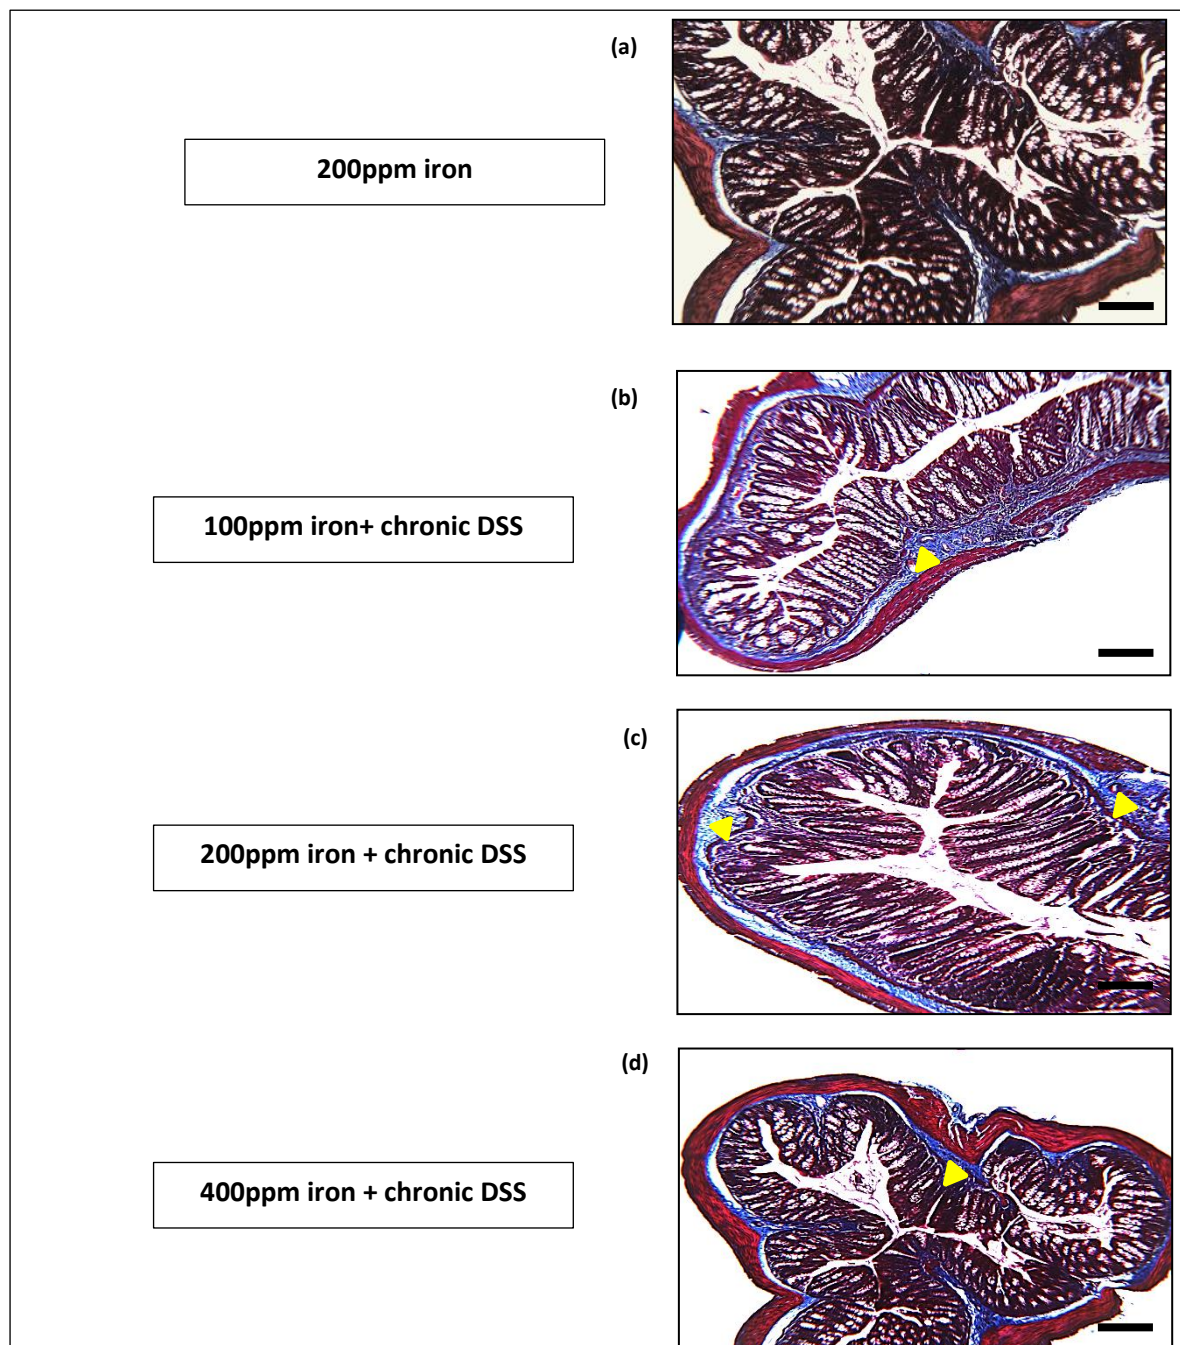 (a)
200ppm iron
(b)
100ppm iron+ chronic DSS
(c)
200ppm iron + chronic DSS
(d)
400ppm iron + chronic DSS